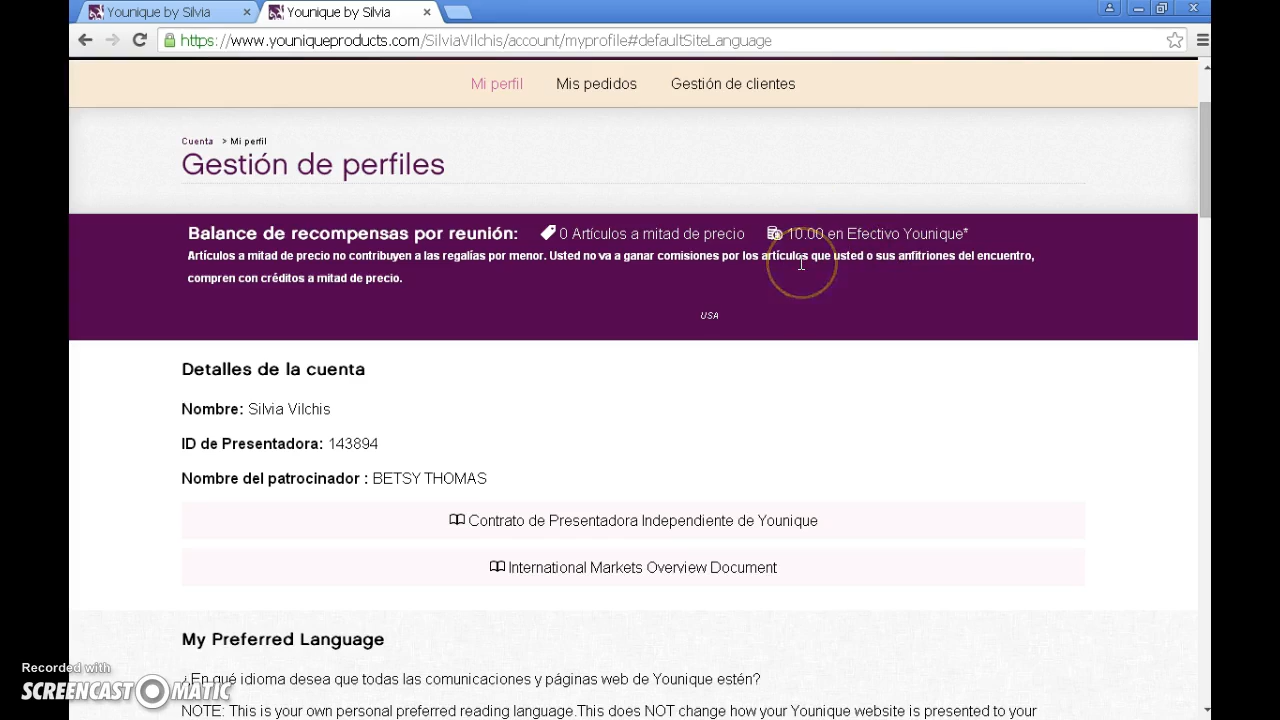 Younique by Silvia
Younique by Silvia
https://www.youniqueproducts.com/SilviaVilchis/account/myprofile#defaultSiteLanguage
Mi perfil Mis pedidos Gestión de clientes
Cuenta > Mi perfil
Gestión de perfiles
Balance de recompensas por reunión: 0 Artículos a mitad de precio 10.00 en Efectivo Younique*
Artículos a mitad de precio no contribuyen a las regalías por menor. Usted no va a ganar comisiones por los artículos que usted o sus anfitriones del encuentro,
compren con créditos a mitad de precio.
USA
Detalles de la cuenta
Nombre: Silvia Vilchis
ID de Presentadora: 143894
Nombre del patrocinador : BETSY THOMAS
Contrato de Presentadora Independiente de Younique
International Markets Overview Document
My Preferred Language
¿En qué idioma desea que todas las comunicaciones y páginas web de Younique estén?
NOTE: This is your own personal preferred reading language.This does NOT change how your Younique website is presented to your
Recorded with
SCREENCAST-O-MATIC